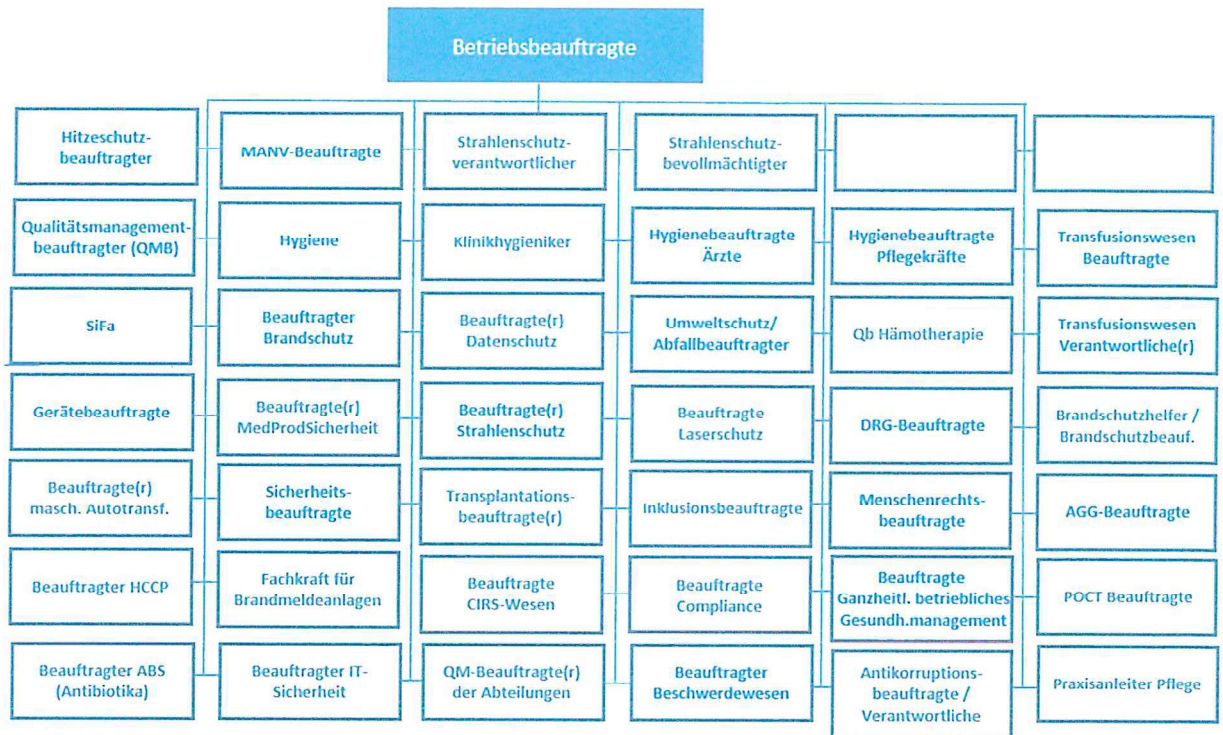 Betriebsbeauftragte
Hitzeschutz-
beauftragter
MANV-Beauftragte
Strahlenschutz-
verantwortlicher
Strahlenschutz-
bevollmächtigter
Qualitätsmanagement-
beauftragter (QMB)
Hygiene
Klinikhygieniker
Hygienebeauftragte
Ärzte
Hygienebeauftragte
Pflegekräfte
Transfusionswesen
Beauftragte
SiFa
Beauftragter
Brandschutz
Beauftragte(r)
Datenschutz
Umweltschutz/
Abfallbeauftragter
Qb Hämotherapie
Transfusionswesen
Verantwortliche(r)
Gerätebeauftragte
Beauftragte(r)
MedProdSicherheit
Beauftragte(r)
Strahlenschutz
Beauftragte
Laserschutz
DRG-Beauftragte
Brandschutzhelfer /
Brandschutzbeauf.
Beauftragte(r)
masch. Autotransf.
Sicherheits-
beauftragte
Transplantations-
beauftragte(r)
Inklusionsbeauftragte
Menschenrechts-
beauftragte
AGG-Beauftragte
Beauftragter HCCP
Fachkraft für
Brandmeldeanlagen
Beauftragte
CIRS-Wesen
Beauftragte
Compliance
Beauftragte
Ganzheitl. betriebliches
Gesundh.management
POCT Beauftragte
Beauftragter ABS
(Antibiotika)
Beauftragter IT-
Sicherheit
QM-Beauftragte(r)
der Abteilungen
Beauftragter
Beschwerdewesen
Antikorruptions-
beauftragte /
Verantwortliche
Praxisanleiter Pflege